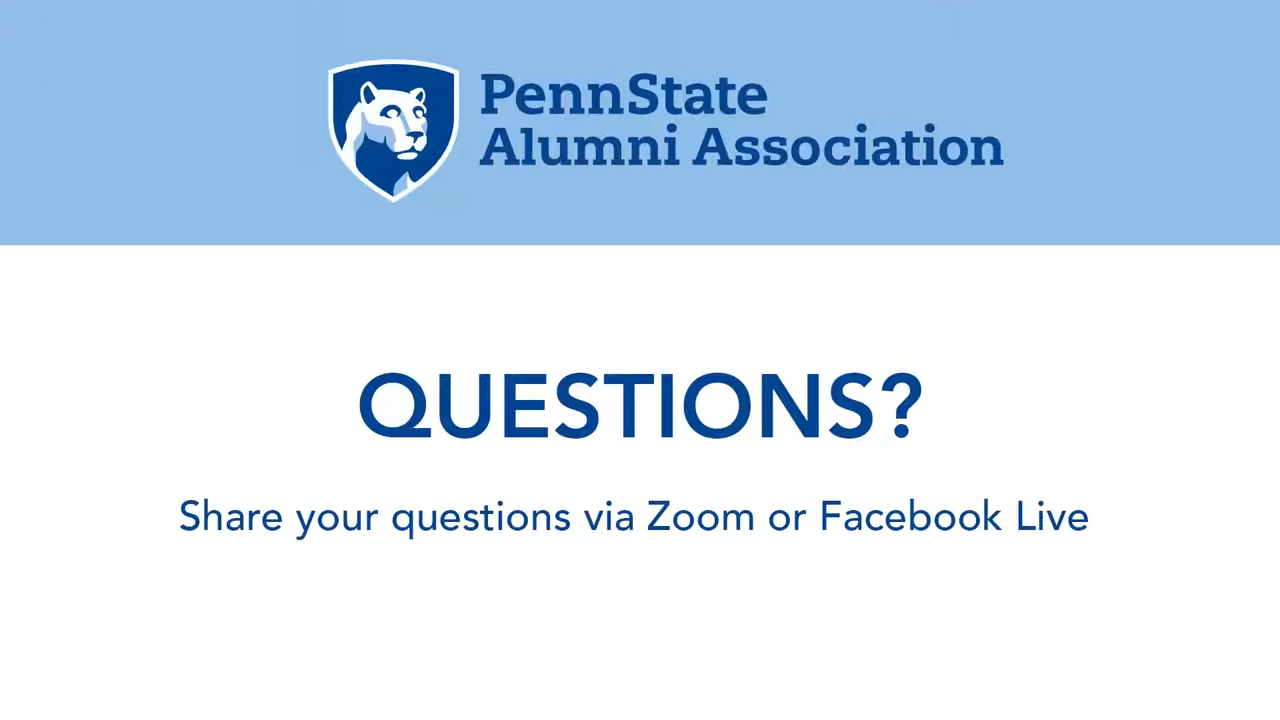 PennState
Alumni Association
QUESTIONS?
Share your questions via Zoom or Facebook Live